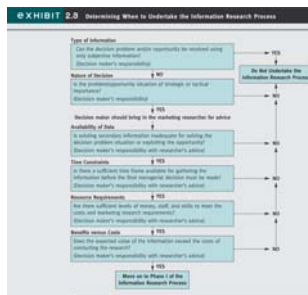 eXHIBIT 2.3 Determining When to Undertake the Information Research Process
Type of Information
Can the decision problem and/or opportunity be resolved using
only subjective information?
(Decision maker's responsibility)
YES
Do Not Undertake the
Information Research Process
NO
Nature of Decision
Is the problem/opportunity situation of strategic or tactical
importance?
(Decision maker's responsibility)
NO
YES
Decision maker should bring in the marketing researcher for advice
Availability of Data
Is existing secondary information inadequate for solving the
decision problem situation or exploiting the opportunity?
(Decision maker's responsibility with researcher's advice)
NO
YES
Time Constraints
Is there a sufficient time frame available for gathering the
information before the final managerial decision must be made?
(Decision maker's responsibility with researcher's advice)
NO
YES
Resource Requirements
Are there sufficient levels of money, staff, and skills to meet the
costs and marketing research requirements?
(Decision maker's responsibility with researcher's advice)
NO
YES
Benefits versus Costs
Does the expected value of the information exceed the costs of
conducting the research?
(Decision maker's responsibility with researcher's advice)
NO
YES
Move on to Phase I of the
Information Research Process